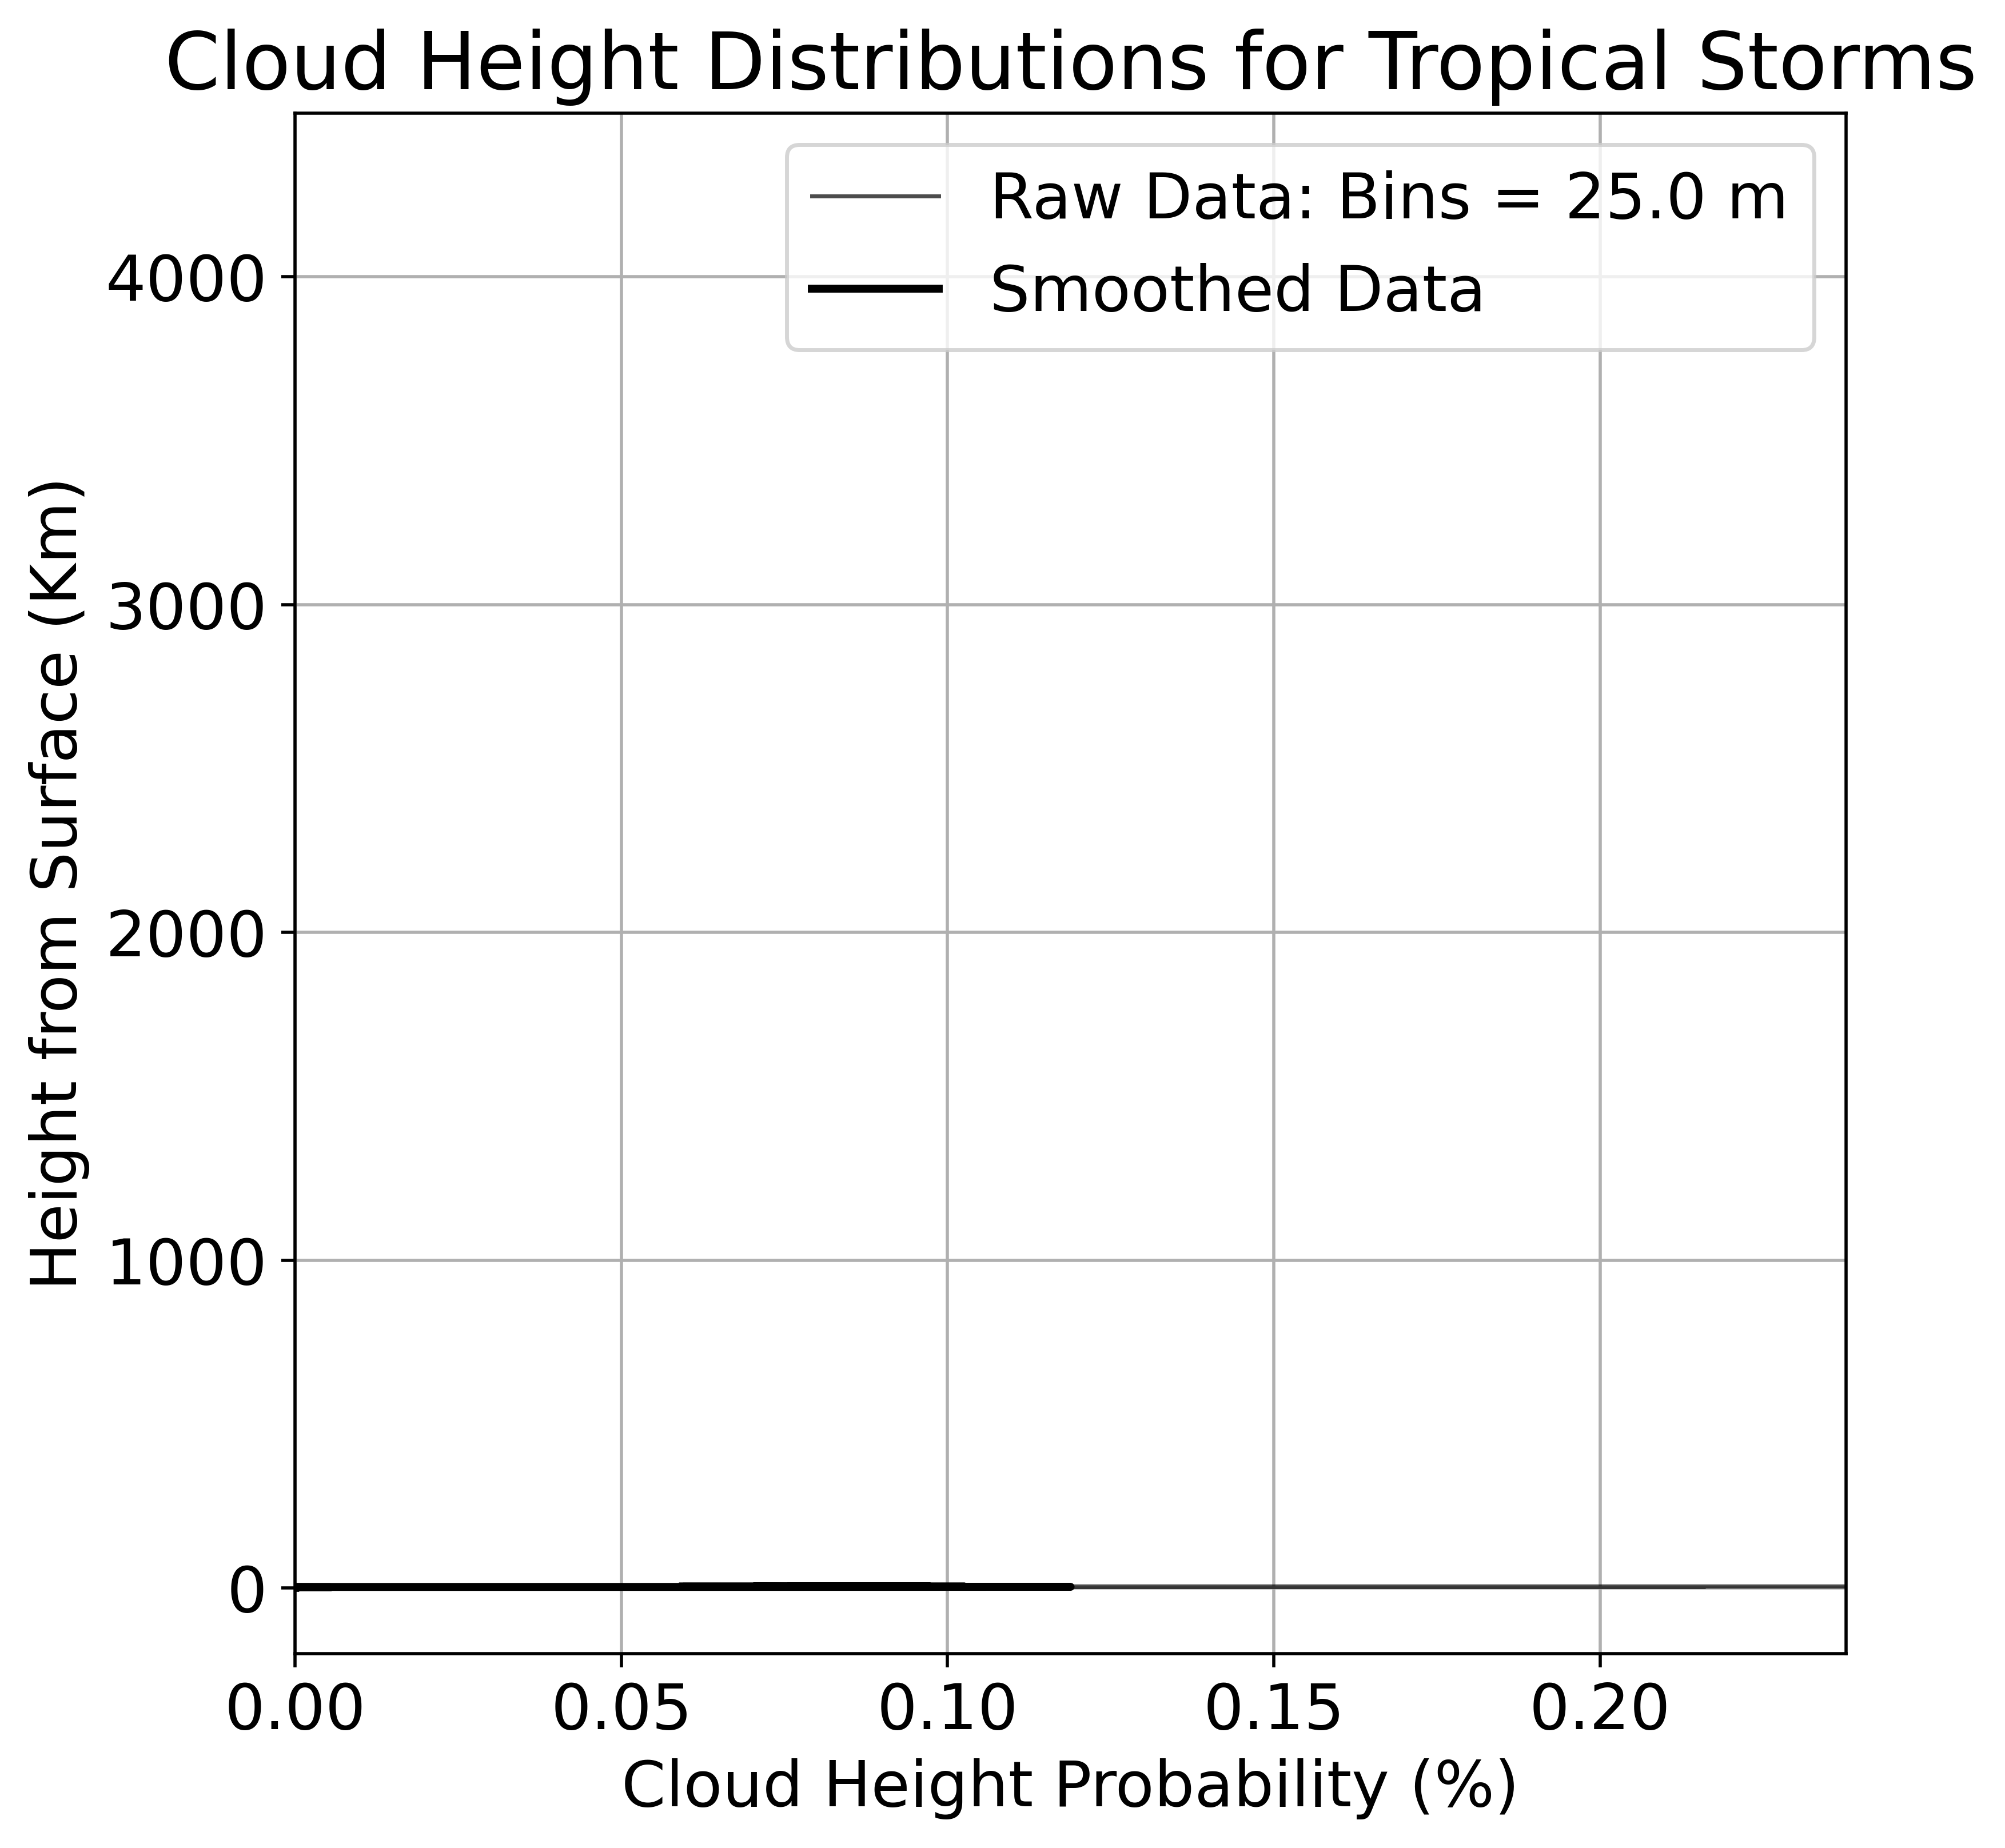 Cloud Height Distributions for Tropical Storms
Raw Data: Bins = 25.0 m
Smoothed Data
Height from Surface (Km)
4000
3000
2000
1000
0
0.00 0.05 0.10 0.15 0.20
Cloud Height Probability (%)